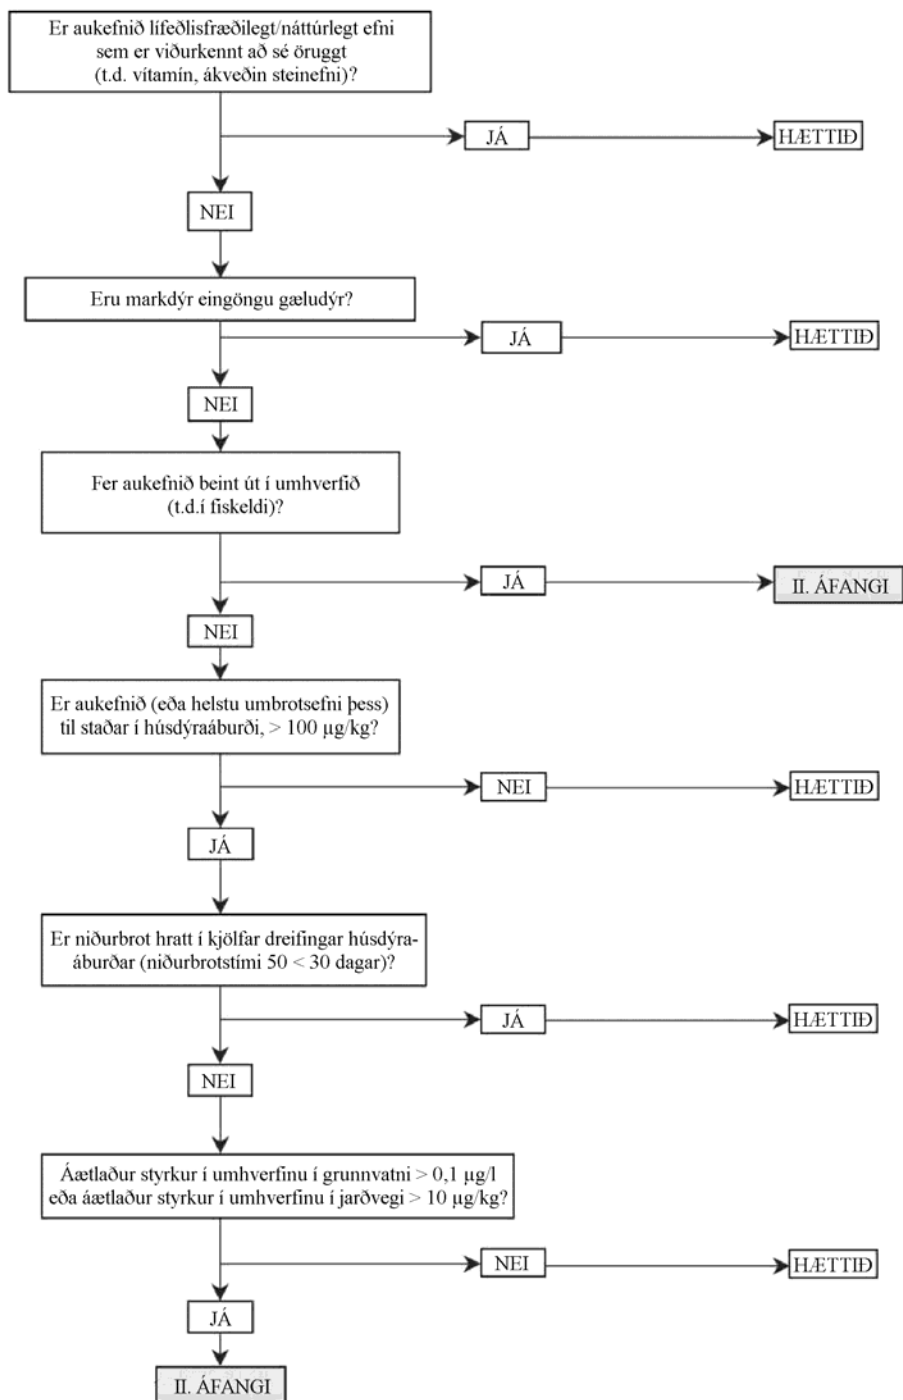 Er aukefnið lífeðlisfræðilegt/náttúrlegt efni
sem er viðurkennt að sé öruggt
(t.d. vítamín, ákveðin steinefni)?
JÁ
HÆTTIÐ
NEI
Eru markdýr eingöngu gæludýr?
JÁ
HÆTTIÐ
NEI
Fer aukefnið beint út í umhverfið
(t.d.í fiskeldi)?
JÁ
II. ÁFANGI
NEI
Er aukefnið (eða helstu umbrotsefni þess)
til staðar í húsdýraáburði, > 100 µg/kg?
NEI
HÆTTIÐ
JÁ
Er niðurbrot hratt í kjölfar dreifingar húsdýra-
áburðar (niðurbrotstími 50 < 30 dagar)?
JÁ
HÆTTIÐ
NEI
Áætlaður styrkur í umhverfinu í grunnvatni > 0,1 µg/l
eða áætlaður styrkur í umhverfinu í jarðvegi > 10 µg/kg?
NEI
HÆTTIÐ
JÁ
II. ÁFANGI